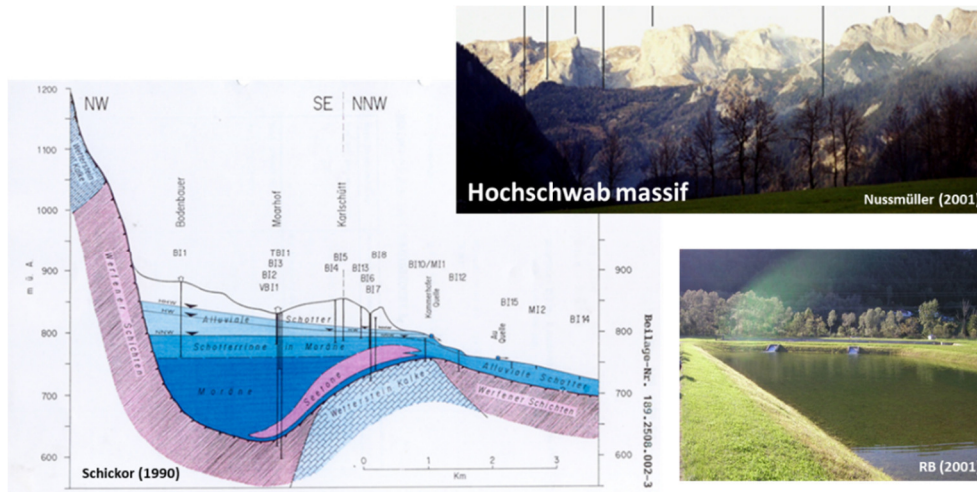 Hochschwab massif
Nussmüller (2001)
1200
NW
SE
NNW
1100
Bodenbauer
Moarhof
Karlschütt
1000
BI1
TBI1
BI3
BI2
VBI1
BI5
BI4
BI8
BI13
BI6
BI7
BI10/MI1
Kammerhofer
Quelle
BI12
Au
Quelle
BI15
MI2
BI14
m ü. A.
900
900
800
800
700
700
600
600
Alluviale Schotter
Schotterrinne in Moräne
Moräne
Seetone
Alluviale Schotter
Werfener Schichten
Werfener Schichten
Wetterstein Kalke
0
1
2
3
Km
Schickor (1990)
Beilage-Nr. 189.2508.002-3
RB (2001)